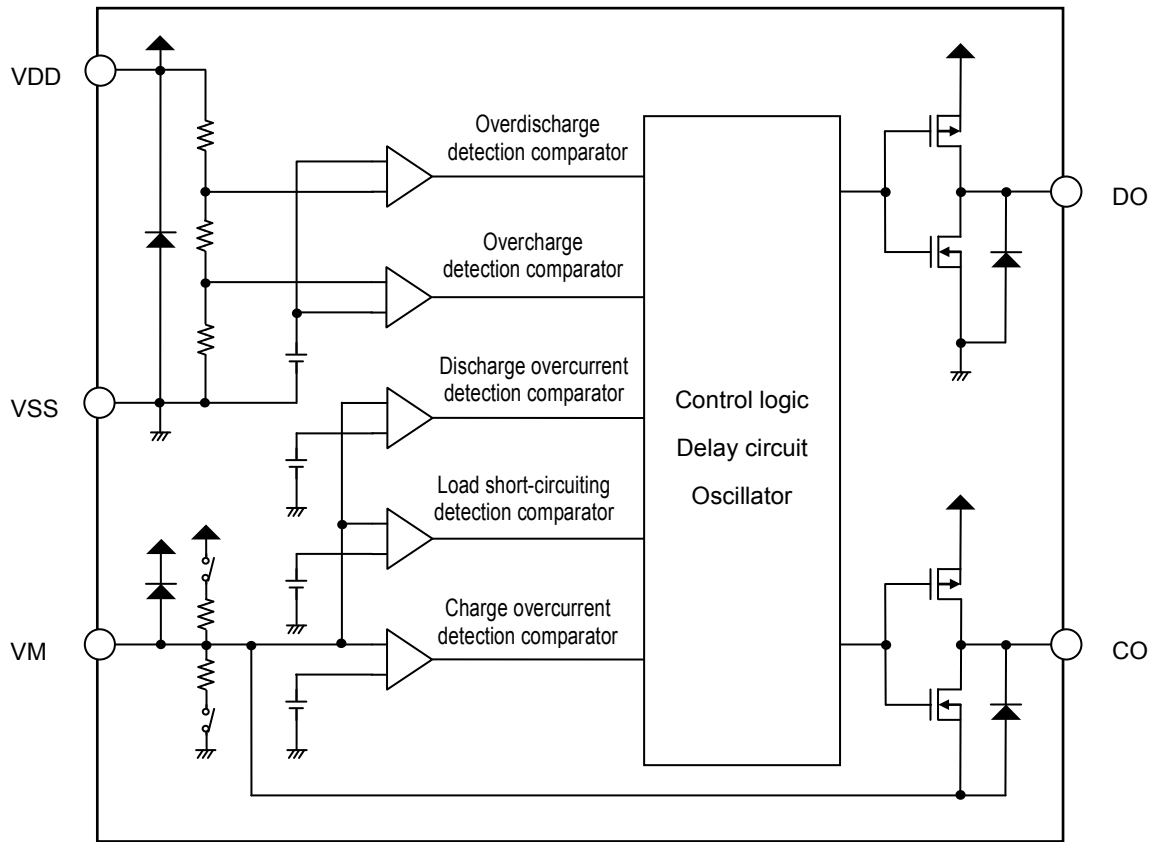 VDD
VSS
VM
Overdischarge
detection comparator
Overcharge
detection comparator
Discharge overcurrent
detection comparator
Load short-circuiting
detection comparator
Charge overcurrent
detection comparator
Control logic
Delay circuit
Oscillator
DO
CO